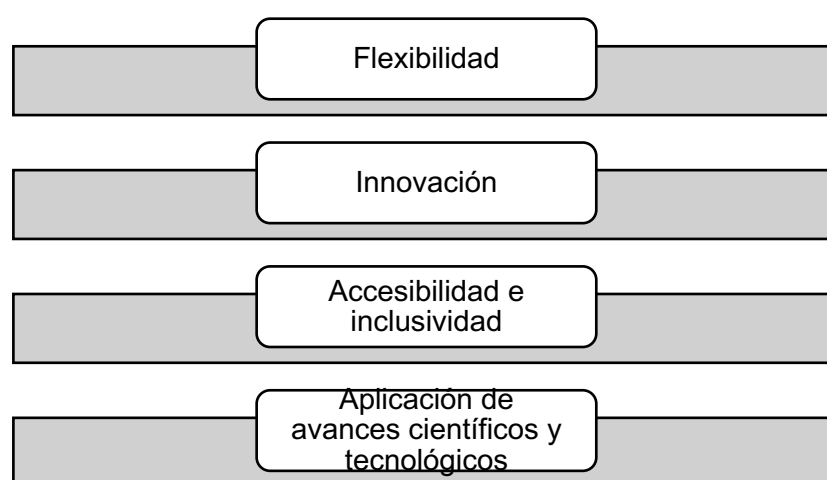 Flexibilidad
Innovación
Accesibilidad e
inclusividad
Aplicación de
avances científicos y
tecnológicos